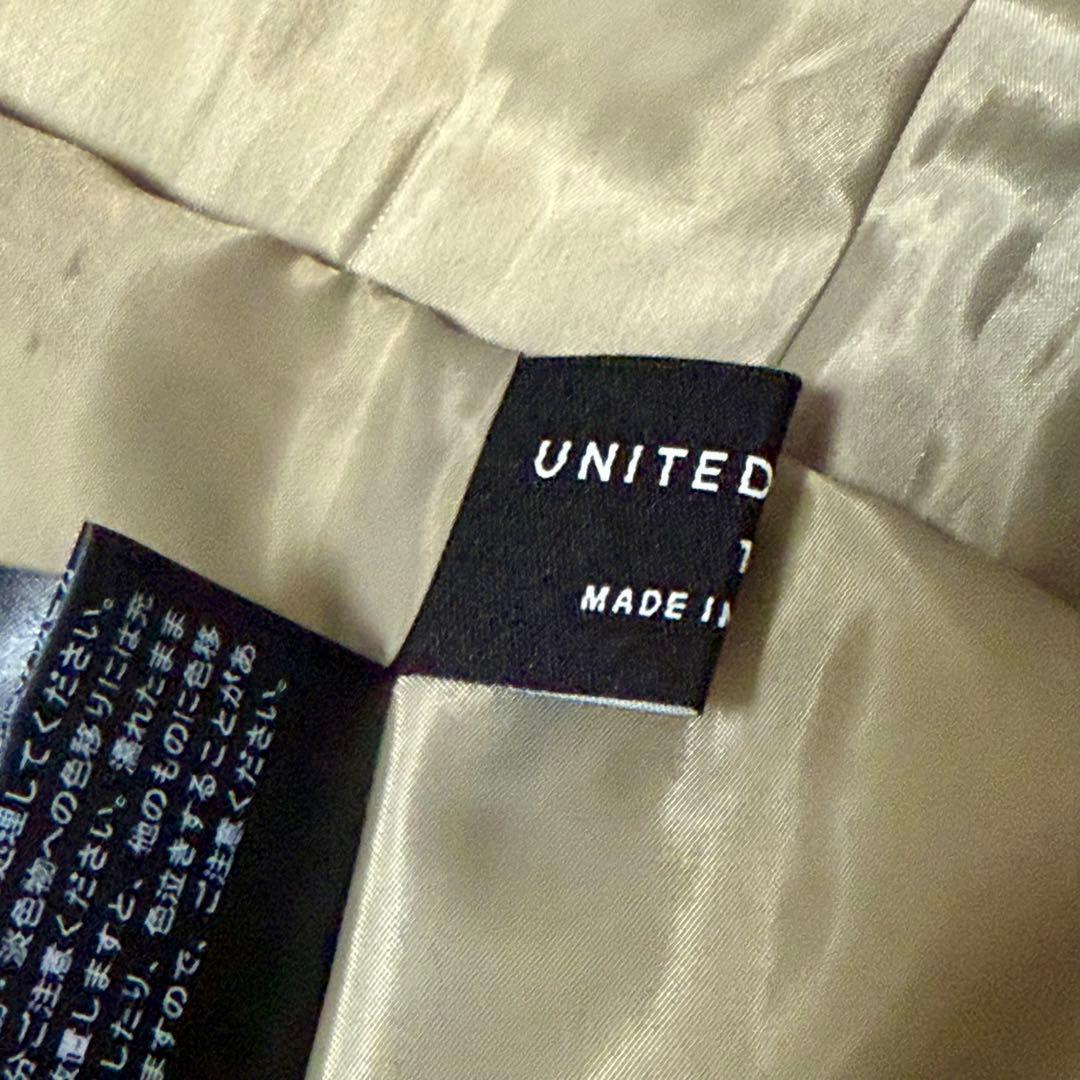 UNITED
MADE IN
処理してください。
淡色物への色移りには充
分ご注意ください。濡れたまま
放置しますと、他のものに色移
したり、色泣きすることがあ
ますので、ご注意ください。